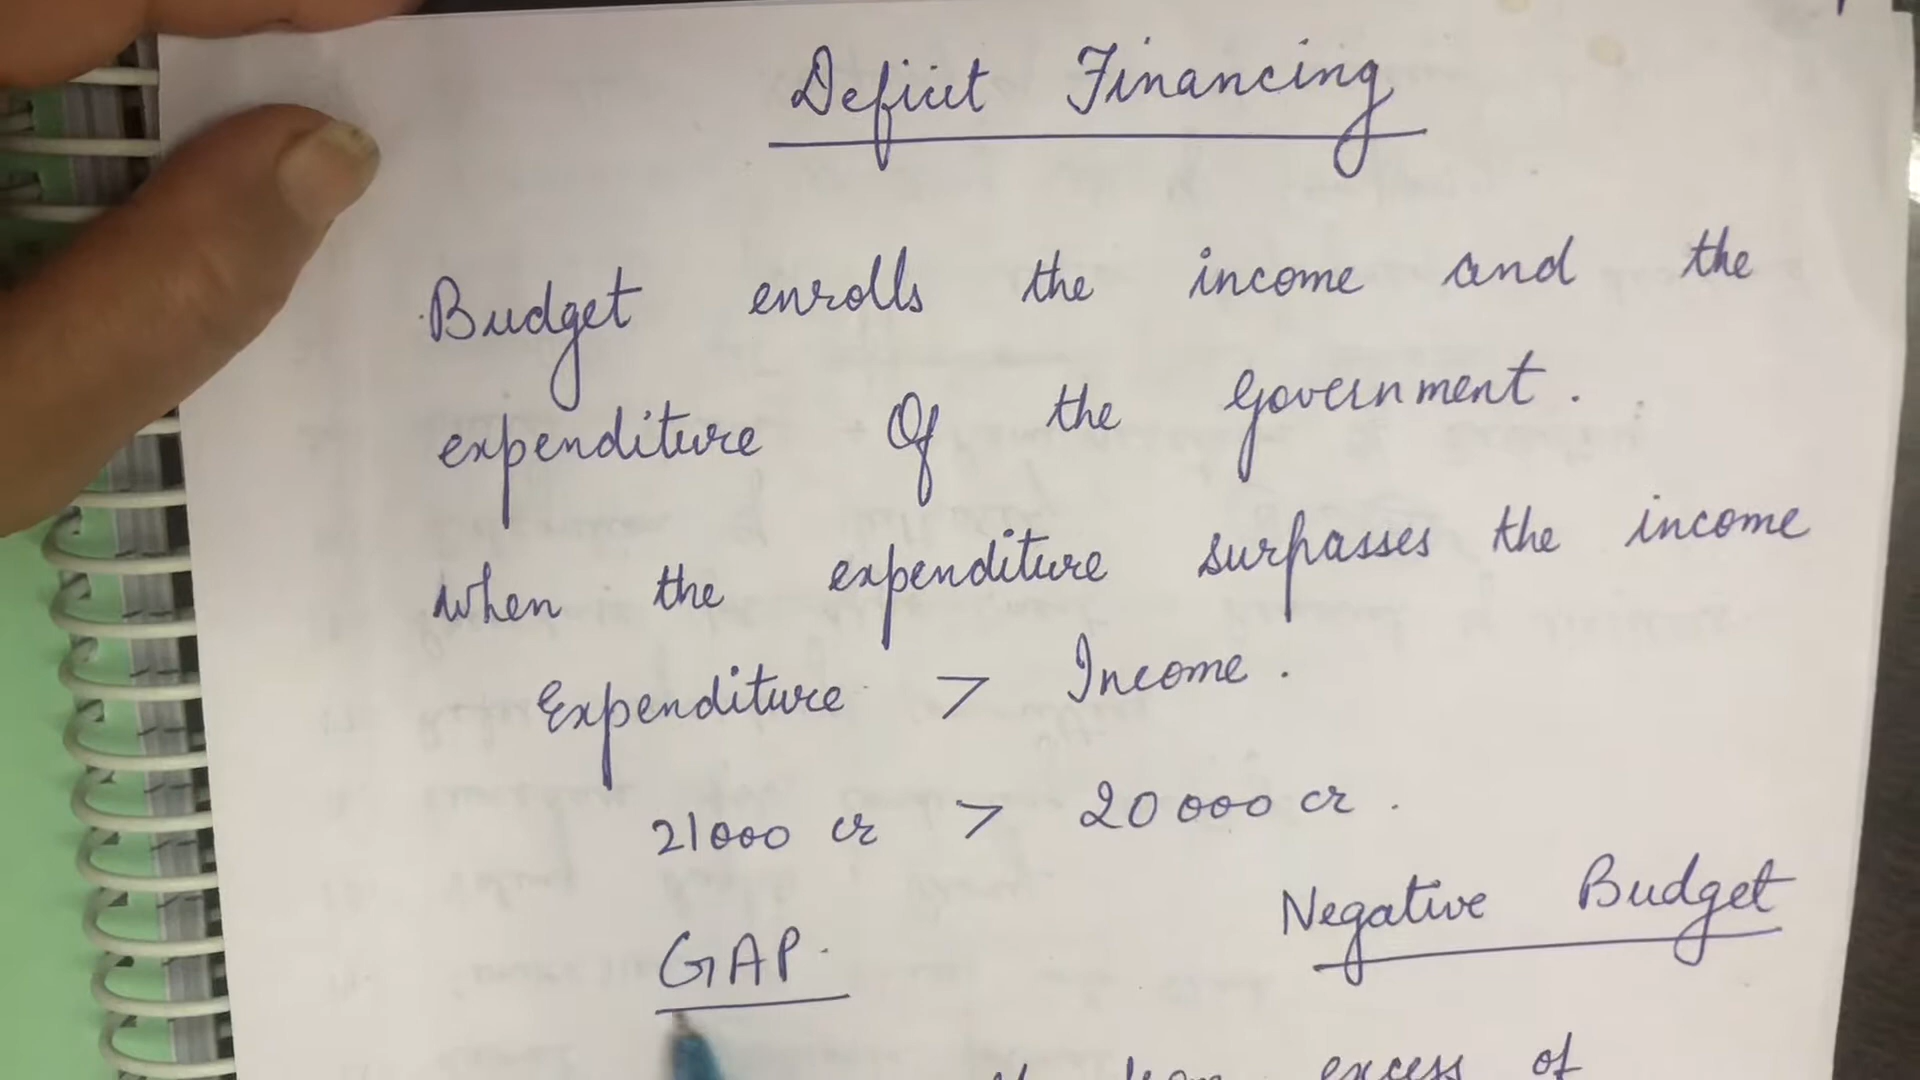 Deficit Financing
Budget enrolls the income and the
expenditure Of the Government.
when the expenditure surpasses the income
Expenditure > Income.
21000 cr > 20000 cr.
Negative Budget
GAP.
excess of